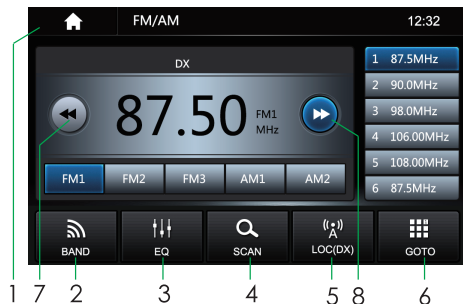 FM/AM 12:32
DX
87.50 FM1 MHz
FM1 FM2 FM3 AM1 AM2
1 87.5MHz
2 90.0MHz
3 98.0MHz
4 106.00MHz
5 108.00MHz
6 87.5MHz
BAND EQ SCAN A LOC(DX) GOTO
1 7 2 3 4 5 8 6